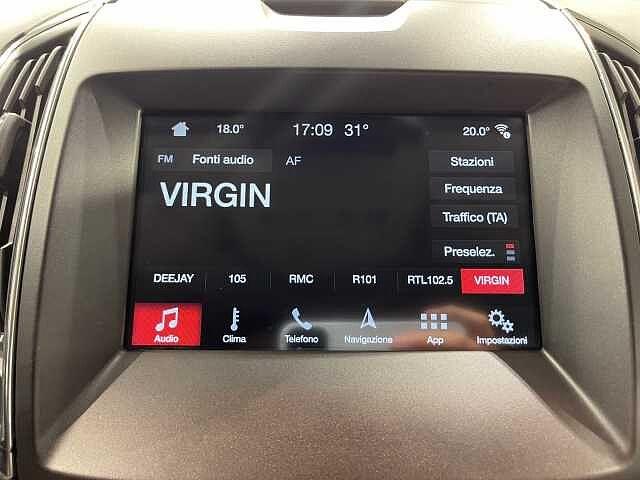 18.0° 17:09 31° 20.0°
FM Fonti audio AF Stazioni
VIRGIN
Frequenza
Traffico (TA)
Preselez.
DEEJAY 105 RMC R101 RTL102.5 VIRGIN
Audio Clima Telefono Navigazione App Impostazioni